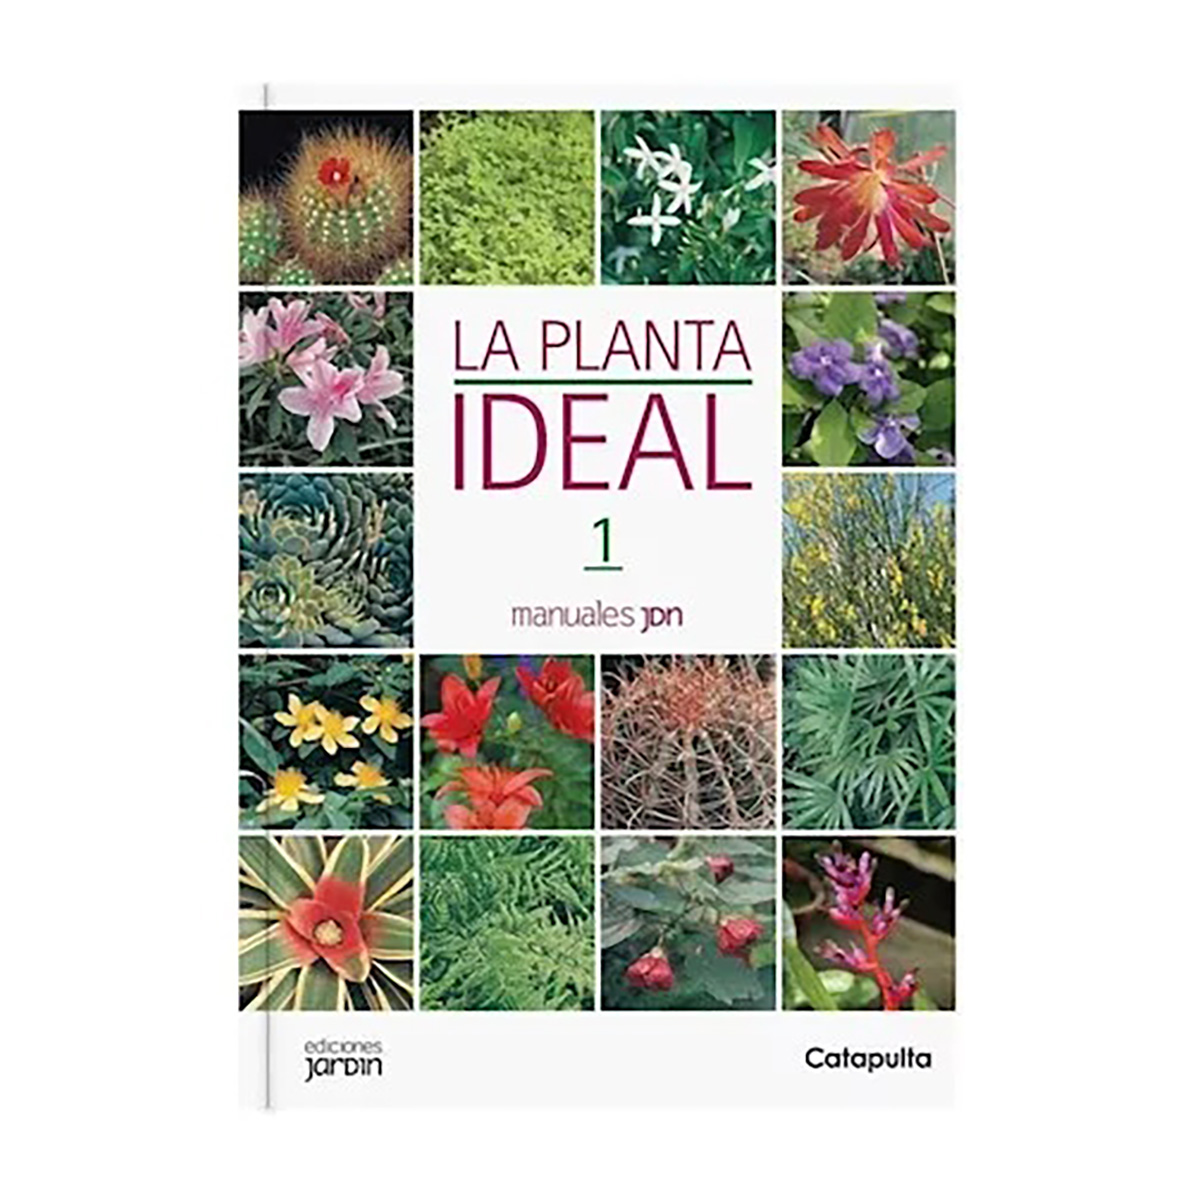 LA PLANTA
IDEAL
1
manuales JDN
ediciones
JARDIN
Catapulta